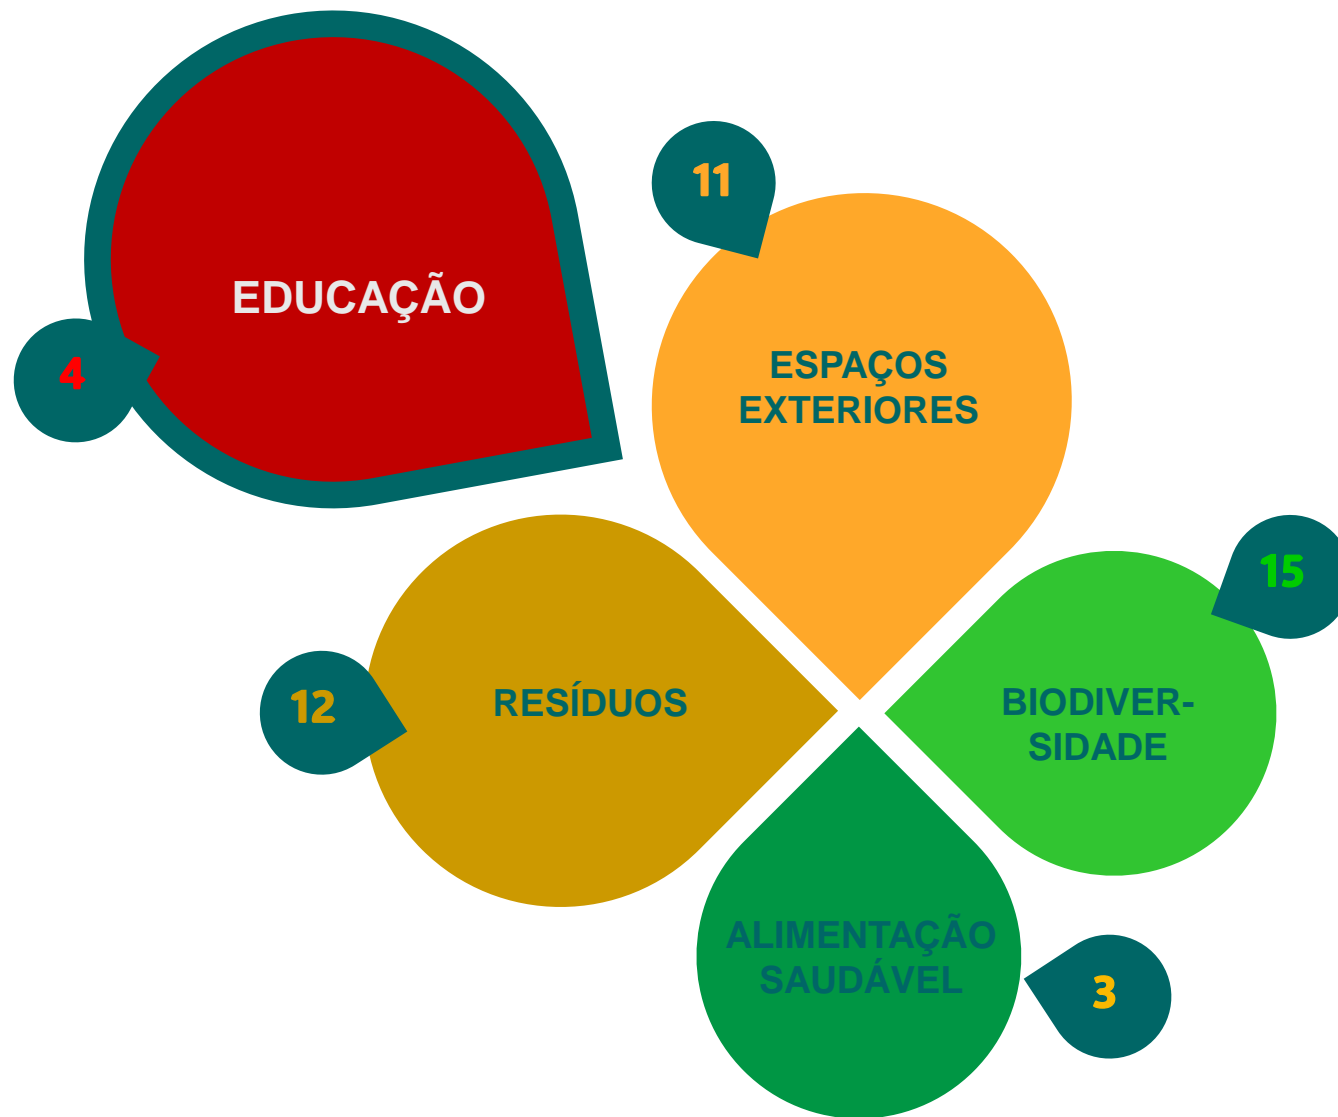 EDUCAÇÃO
4
11
ESPAÇOS
EXTERIORES
15
BIODIVER-
SIDADE
12
RESÍDUOS
ALIMENTAÇÃO
SAUDÁVEL
3